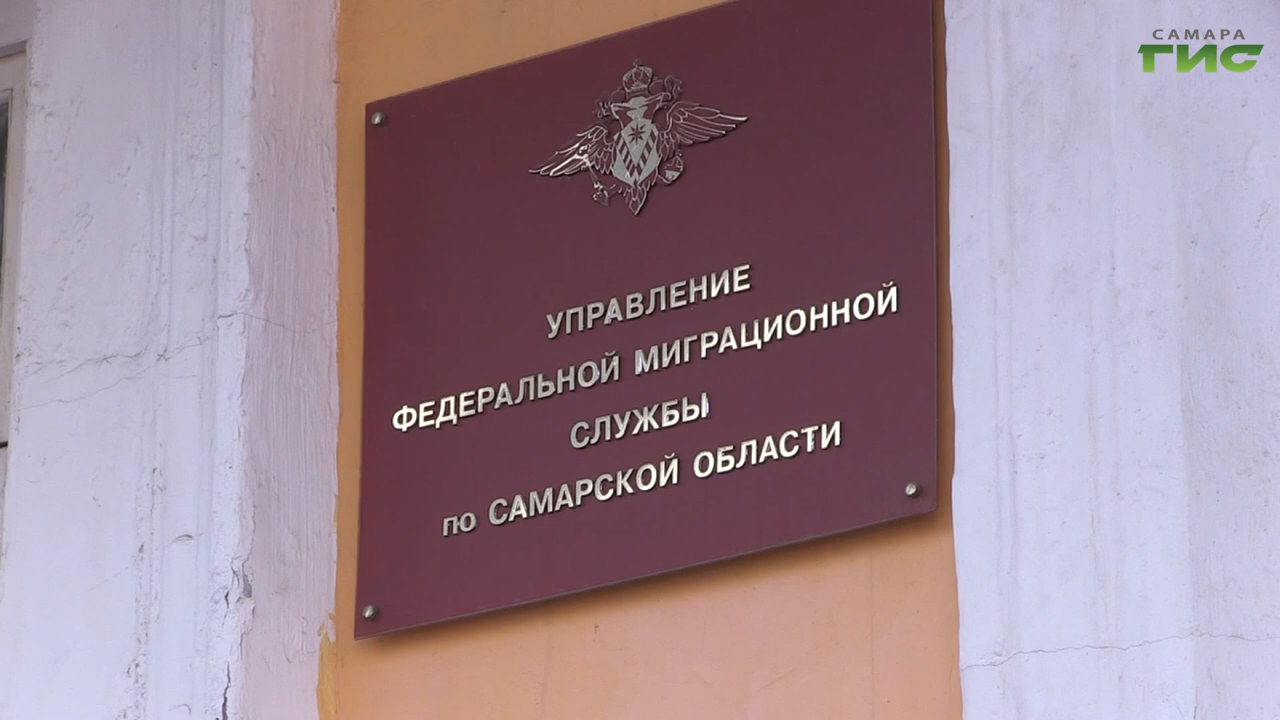 САМАРА
ГИС
УПРАВЛЕНИЕ
ФЕДЕРАЛЬНОЙ МИГРАЦИОННОЙ
СЛУЖБЫ
по САМАРСКОЙ ОБЛАСТИ